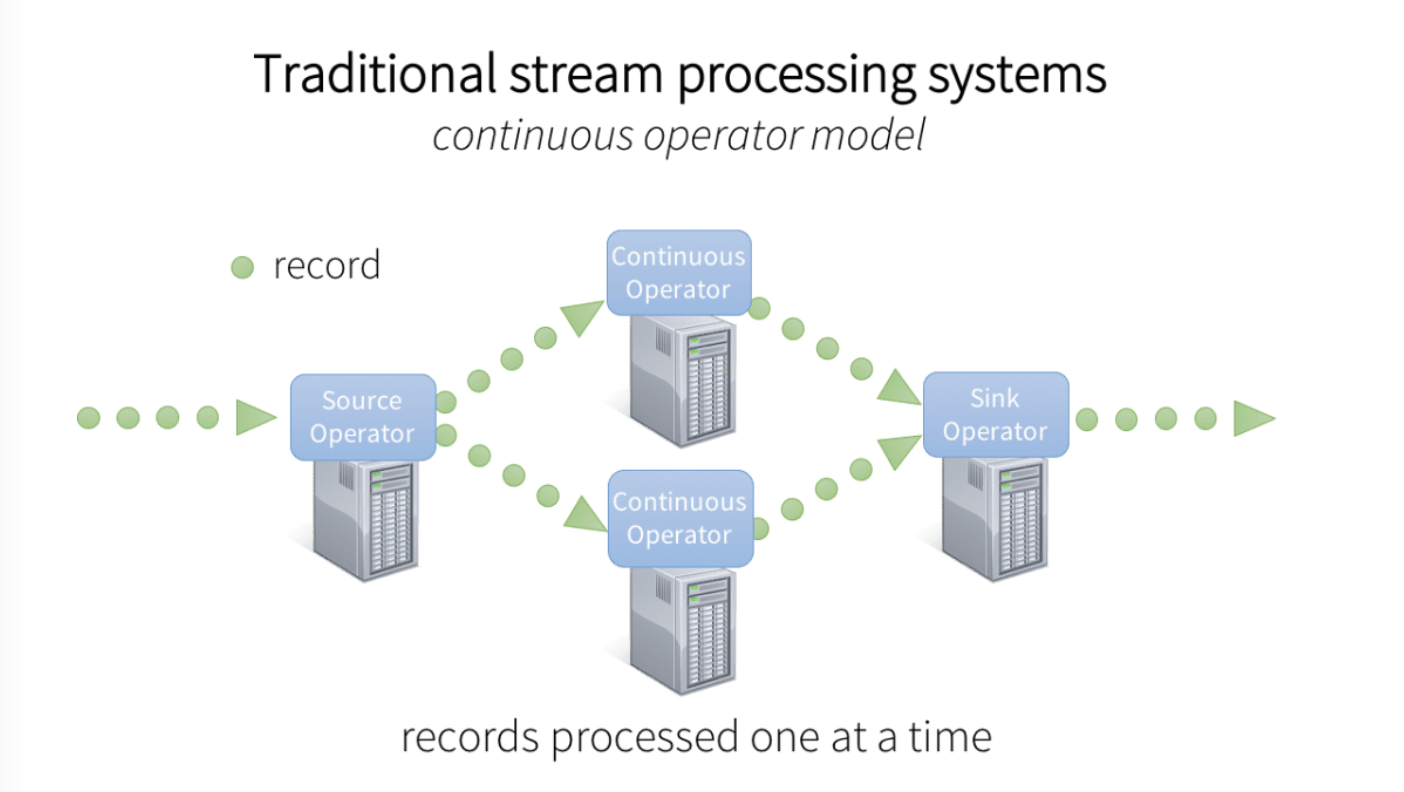 Traditional stream processing systems
continuous operator model
record
Continuous
Operator
Source
Operator
Sink
Operator
Continuous
Operator
records processed one at a time